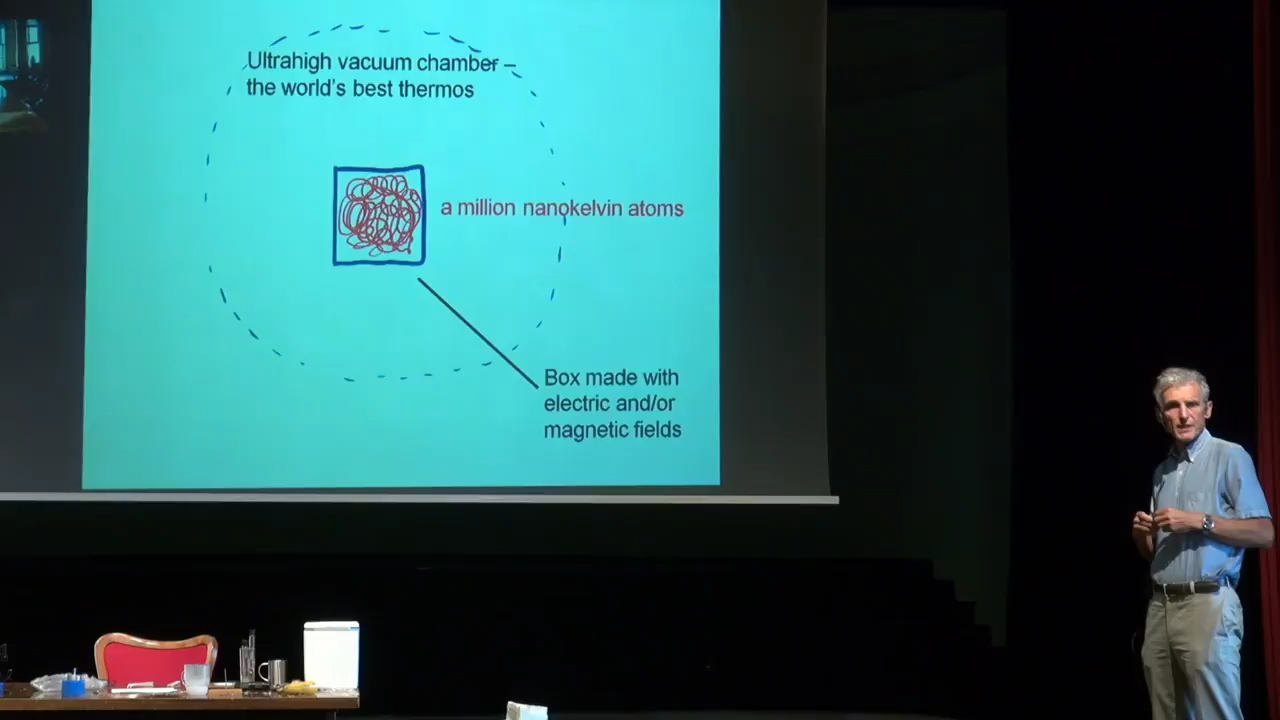 Ultrahigh vacuum chamber –
the world's best thermos
a million nanokelvin atoms
Box made with
electric and/or
magnetic fields